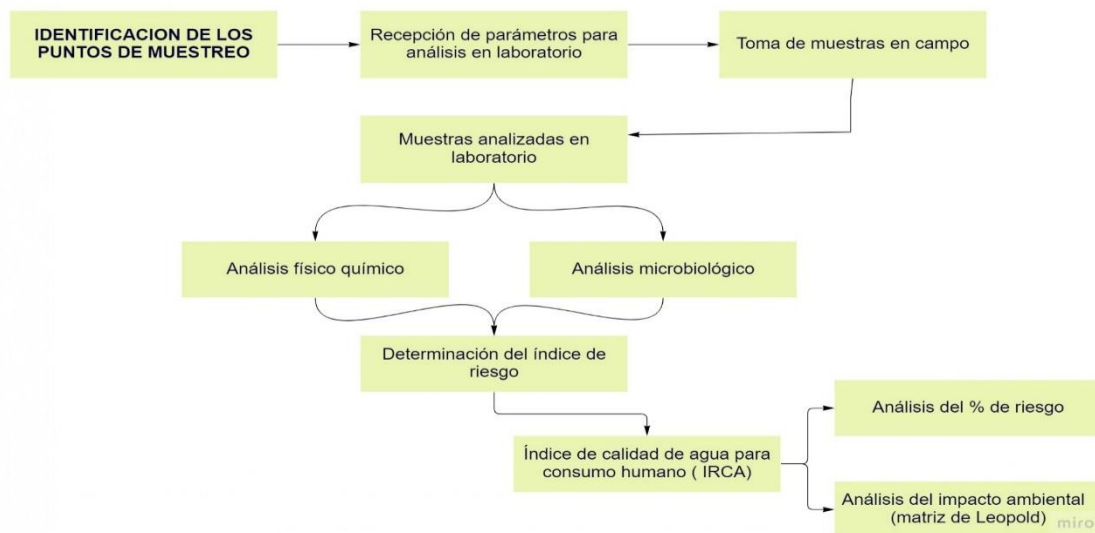 IDENTIFICACION DE LOS
PUNTOS DE MUESTREO
Recepción de parámetros para
análisis en laboratorio
Toma de muestras en campo
Muestras analizadas en
laboratorio
Análisis físico químico
Análisis microbiológico
Determinación del índice de
riesgo
Índice de calidad de agua para
consumo humano ( IRCA)
Análisis del % de riesgo
Análisis del impacto ambiental
(matriz de Leopold)
miro